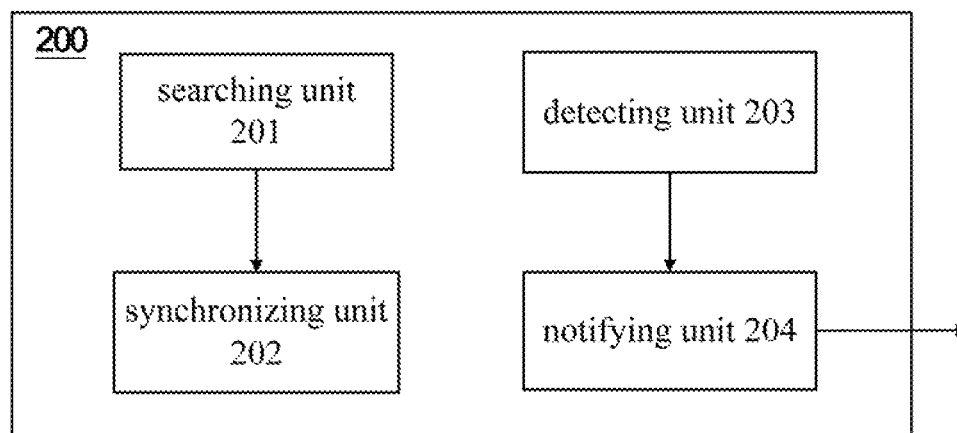 200
searching unit
201
detecting unit 203
synchronizing unit
202
notifying unit 204